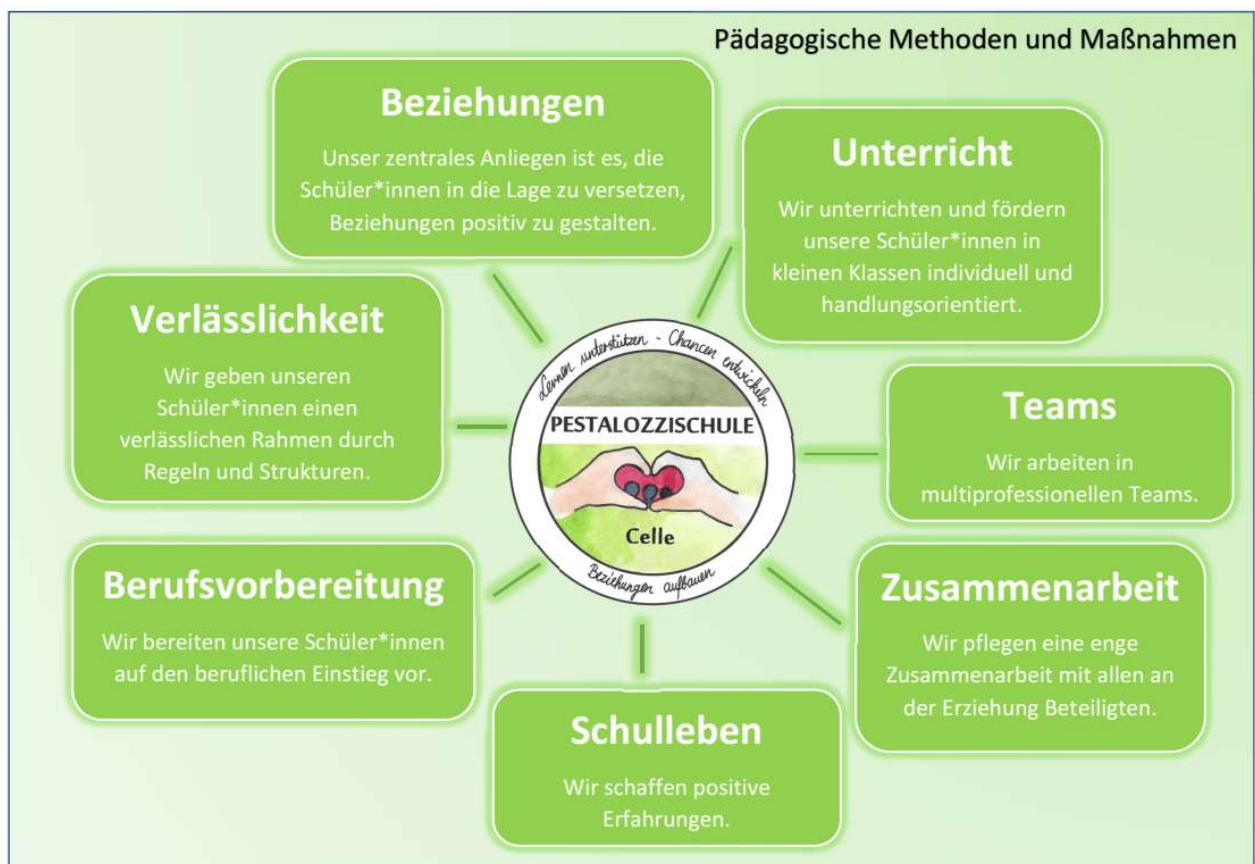 Pädagogische Methoden und Maßnahmen
Beziehungen
Unser zentrales Anliegen ist es, die
Schüler*innen in die Lage zu versetzen,
Beziehungen positiv zu gestalten.
Unterricht
Wir unterrichten und fördern
unsere Schüler*innen in
kleinen Klassen individuell und
handlungsorientiert.
Verlässlichkeit
Wir geben unseren
Schüler*innen einen
verlässlichen Rahmen durch
Regeln und Strukturen.
Lernen unterstützen - Chancen entwickeln
PESTALOZZISCHULE
Celle
Beziehungen aufbauen
Teams
Wir arbeiten in
multiprofessionellen Teams.
Berufsvorbereitung
Wir bereiten unsere Schüler*innen
auf den beruflichen Einstieg vor.
Zusammenarbeit
Wir pflegen eine enge
Zusammenarbeit mit allen an
der Erziehung Beteiligten.
Schulleben
Wir schaffen positive
Erfahrungen.